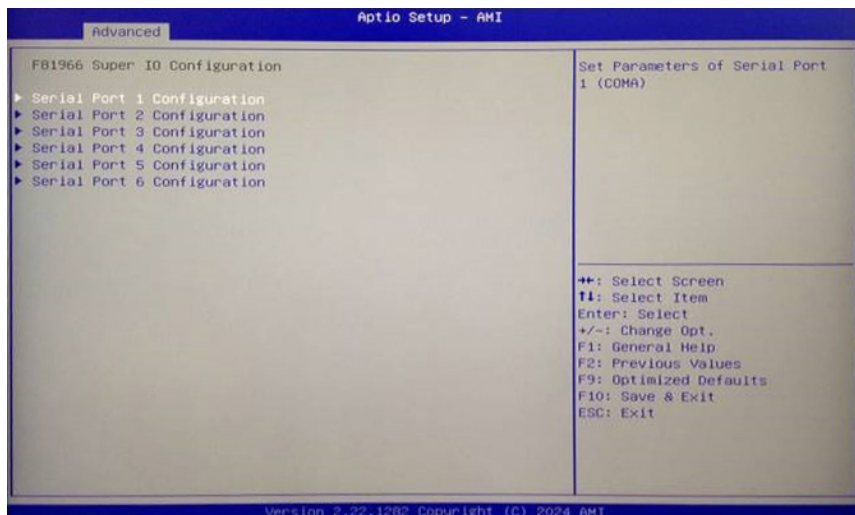 Aptio Setup - AMI
Advanced
F81966 Super IO Configuration
Serial Port 1 Configuration
Serial Port 2 Configuration
Serial Port 3 Configuration
Serial Port 4 Configuration
Serial Port 5 Configuration
Serial Port 6 Configuration
Set Parameters of Serial Port
1 (COMA)
→←: Select Screen
↑↓: Select Item
Enter: Select
+/-: Change Opt.
F1: General Help
F2: Previous Values
F9: Optimized Defaults
F10: Save & Exit
ESC: Exit
Version 2.22.1282 Copyright (C) 2024 AMI